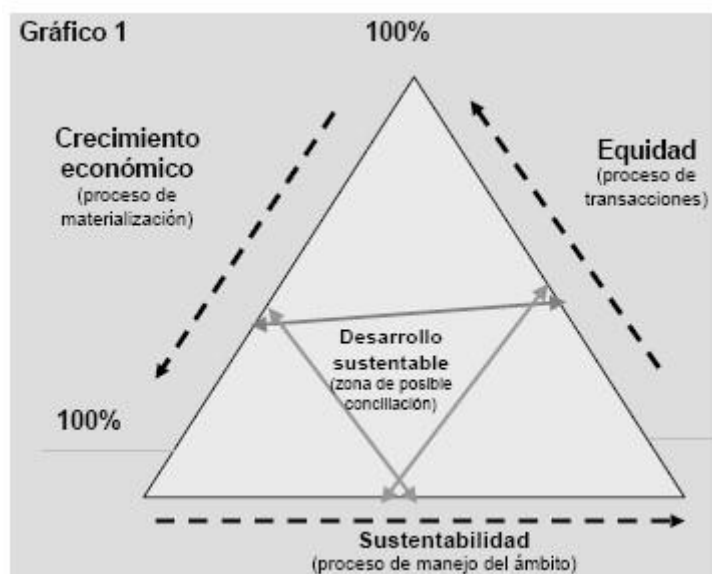 Gráfico 1
100%
Crecimiento
económico
(proceso de
materialización)
Equidad
(proceso de
transacciones)
Desarrollo
sustentable
(zona de posible
conciliación)
100%
Sustentabilidad
(proceso de manejo del ámbito)